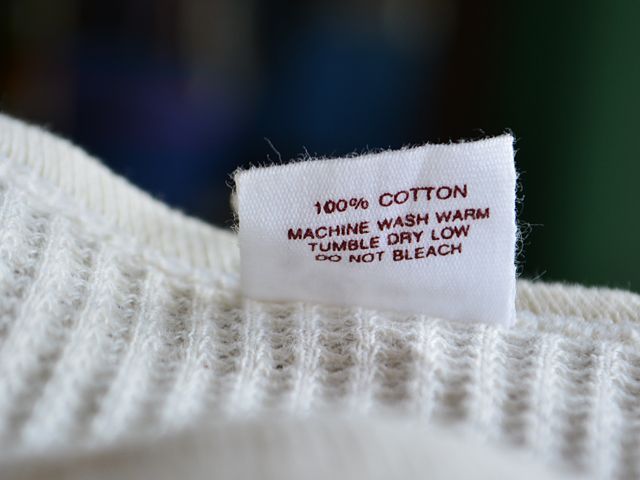 100% COTTON
MACHINE WASH WARM
TUMBLE DRY LOW
DO NOT BLEACH